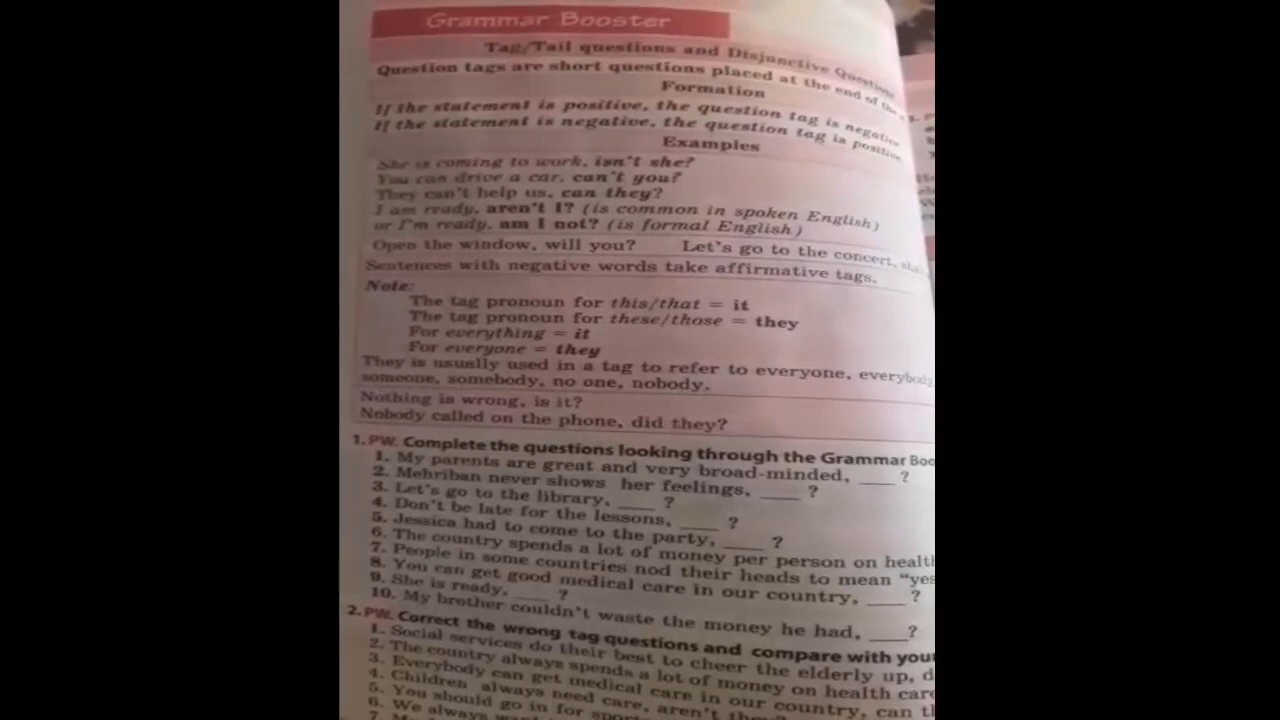 Grammar Booster
Tag/Tail questions and Disjunctive Questions
Question tags are short questions placed at the end of the
Formation
If the statement is positive, the question tag is negative
If the statement is negative, the question tag is positive
Examples
She is coming to work, isn't she?
You can drive a car, can't you?
They can't help us, can they?
I am ready, aren't I? (is common in spoken English)
or I'm ready, am I not? (is formal English)
Open the window, will you? Let's go to the concert,
Sentences with negative words take affirmative tags.
Note:
The tag pronoun for this/that = it
The tag pronoun for these/those = they
For everything = it
For everyone = they
They is usually used in a tag to refer to everyone, everybody,
someone, somebody, no one, nobody.
Nothing is wrong, is it?
Nobody called on the phone, did they?
1. PW. Complete the questions looking through the Grammar Boo
1. My parents are great and very broad-minded, ____ ?
2. Mehriban never shows her feelings, ____ ?
3. Let's go to the library, ____ ?
4. Don't be late for the lessons, ____ ?
5. Jessica had to come to the party, ____ ?
6. The country spends a lot of money per person on health
7. People in some countries nod their heads to mean "yes
8. You can get good medical care in our country, ____ ?
9. She is ready, ____ ?
10. My brother couldn't waste the money he had, ____?
2. PW. Correct the wrong tag questions and compare with your
1. Social services do their best to cheer the elderly up, d
2. The country always spends a lot of money on health care
3. Everybody can get medical care in our country, can th
4. Children always need care, aren't they?
5. You should go in for
6. We always
7.